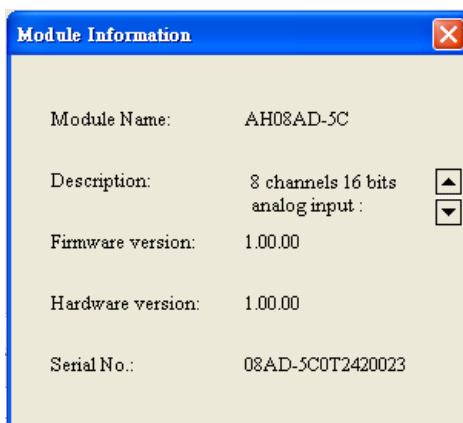 Module Information
Module Name: AH08AD-5C
Description: 8 channels 16 bits
analog input :
Firmware version: 1.00.00
Hardware version: 1.00.00
Serial No.: 08AD-5C0T2420023